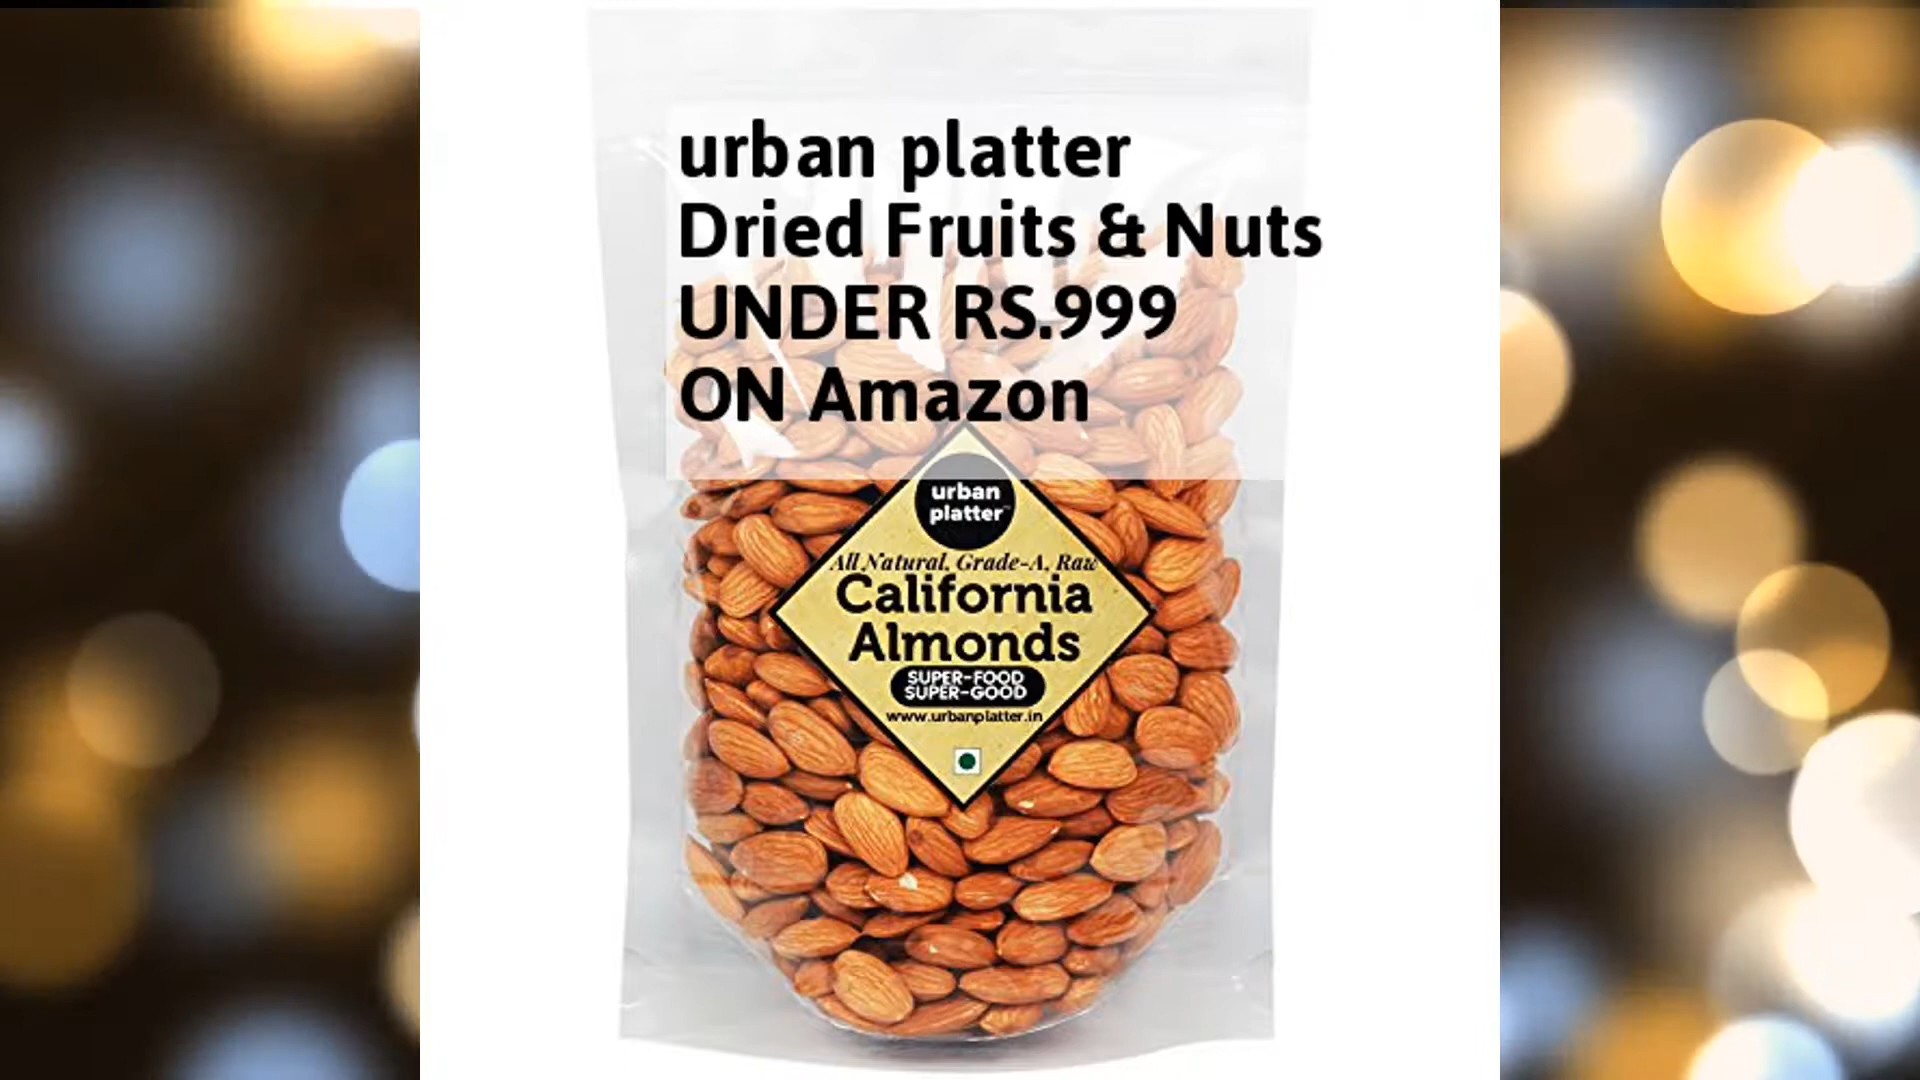 urban platter
Dried Fruits & Nuts
UNDER RS.999
ON Amazon
urban
platter
All Natural, Grade-A, Raw
California
Almonds
SUPER-FOOD
SUPER-GOOD
www.urbanplatter.in